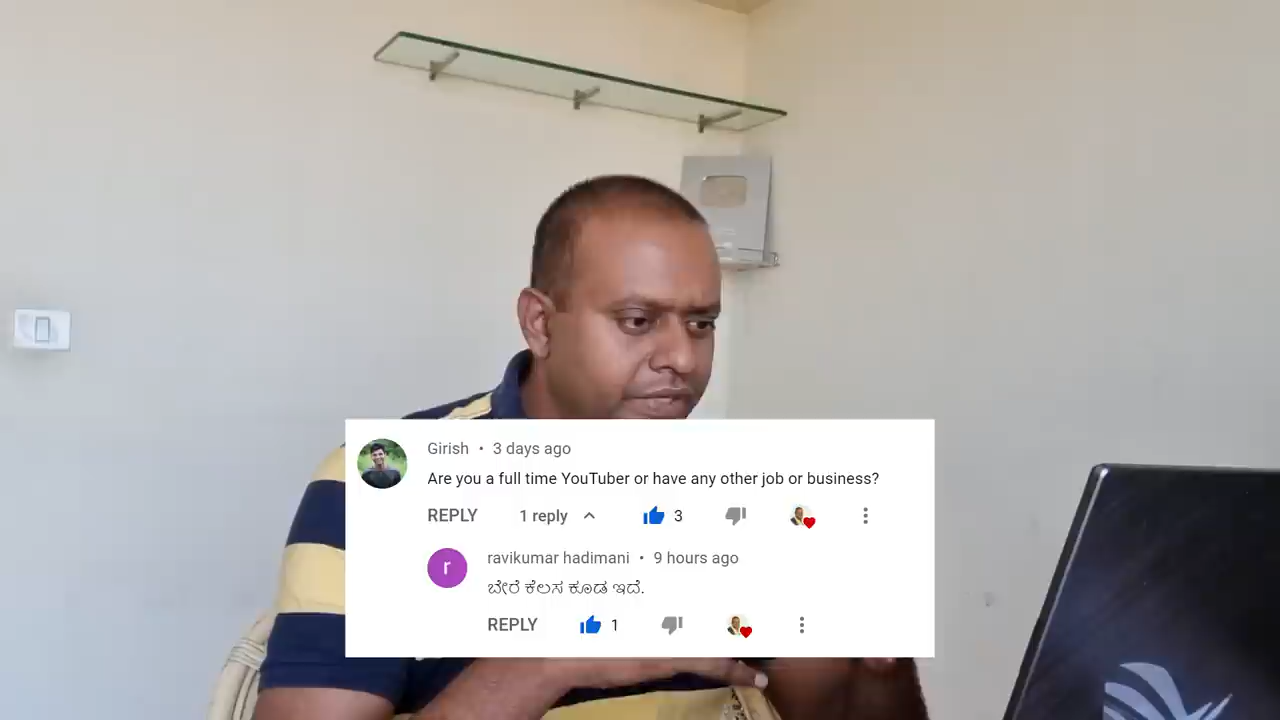 Girish • 3 days ago
Are you a full time YouTuber or have any other job or business?
REPLY 1 reply 3
r ravikumar hadimani • 9 hours ago
ಬೇರೆ ಕೆಲಸ ಕೂಡ ಇದೆ.
REPLY 1